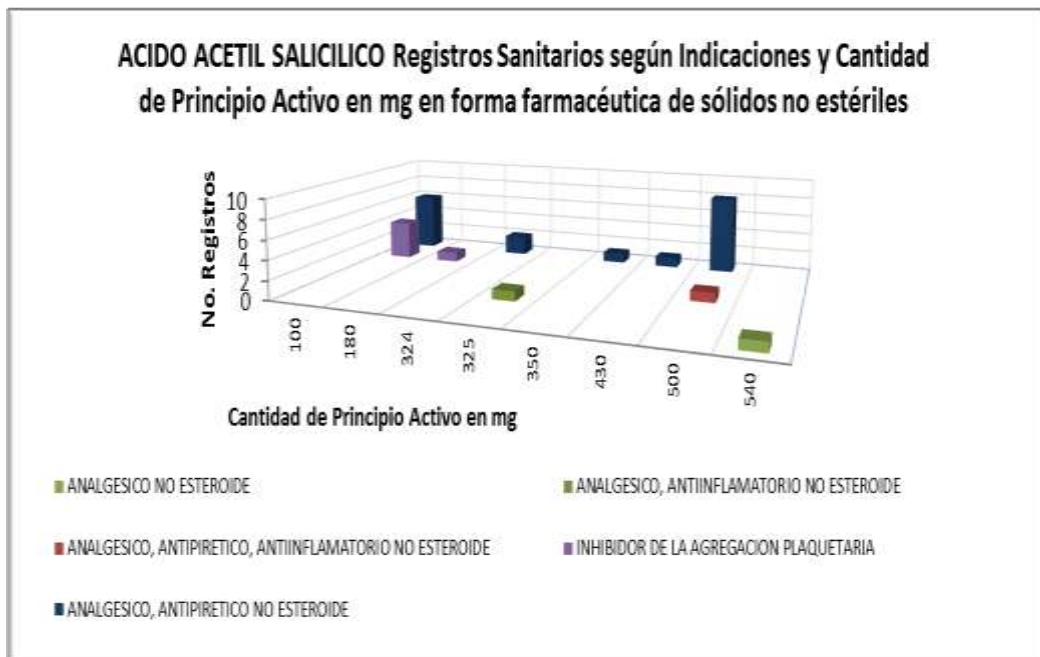 ACIDO ACETIL SALICILICO Registros Sanitarios según Indicaciones y Cantidad
de Principio Activo en mg en forma farmacéutica de sólidos no estériles
No. Registros
10
8
6
4
2
0
100
180
324
325
350
430
500
540
Cantidad de Principio Activo en mg
ANALGESICO NO ESTEROIDE
ANALGESICO, ANTIINFLAMATORIO NO ESTEROIDE
ANALGESICO, ANTIPIRETICO, ANTIINFLAMATORIO NO ESTEROIDE
INHIBIDOR DE LA AGREGACION PLAQUETARIA
ANALGESICO, ANTIPIRETICO NO ESTEROIDE